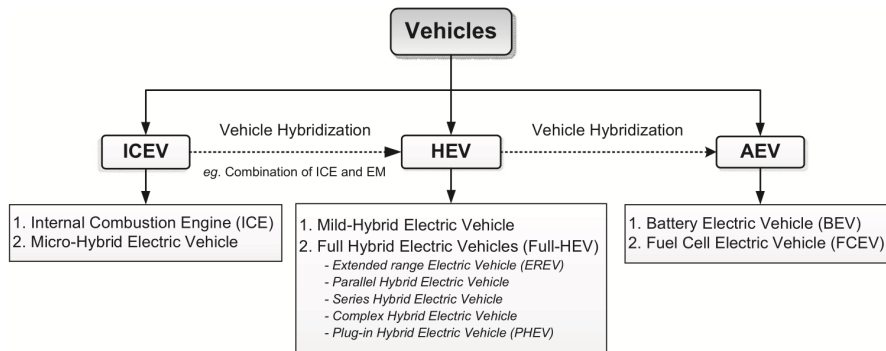 Vehicles
Vehicle Hybridization
Vehicle Hybridization
ICEV
HEV
AEV
eg. Combination of ICE and EM
1. Internal Combustion Engine (ICE)
2. Micro-Hybrid Electric Vehicle
1. Mild-Hybrid Electric Vehicle
2. Full Hybrid Electric Vehicles (Full-HEV)
- Extended range Electric Vehicle (EREV)
- Parallel Hybrid Electric Vehicle
- Series Hybrid Electric Vehicle
- Complex Hybrid Electric Vehicle
- Plug-in Hybrid Electric Vehicle (PHEV)
1. Battery Electric Vehicle (BEV)
2. Fuel Cell Electric Vehicle (FCEV)